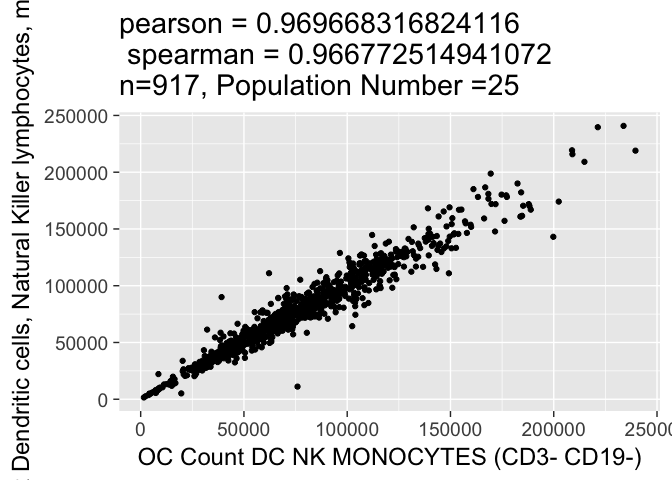 pearson = 0.969668316824116
spearman = 0.966772514941072
n=917, Population Number =25
Dendritic cells, Natural Killer lymphocytes,
250000
200000
150000
100000
50000
0
0 50000 100000 150000 200000 250000
OC Count DC NK MONOCYTES (CD3- CD19-)